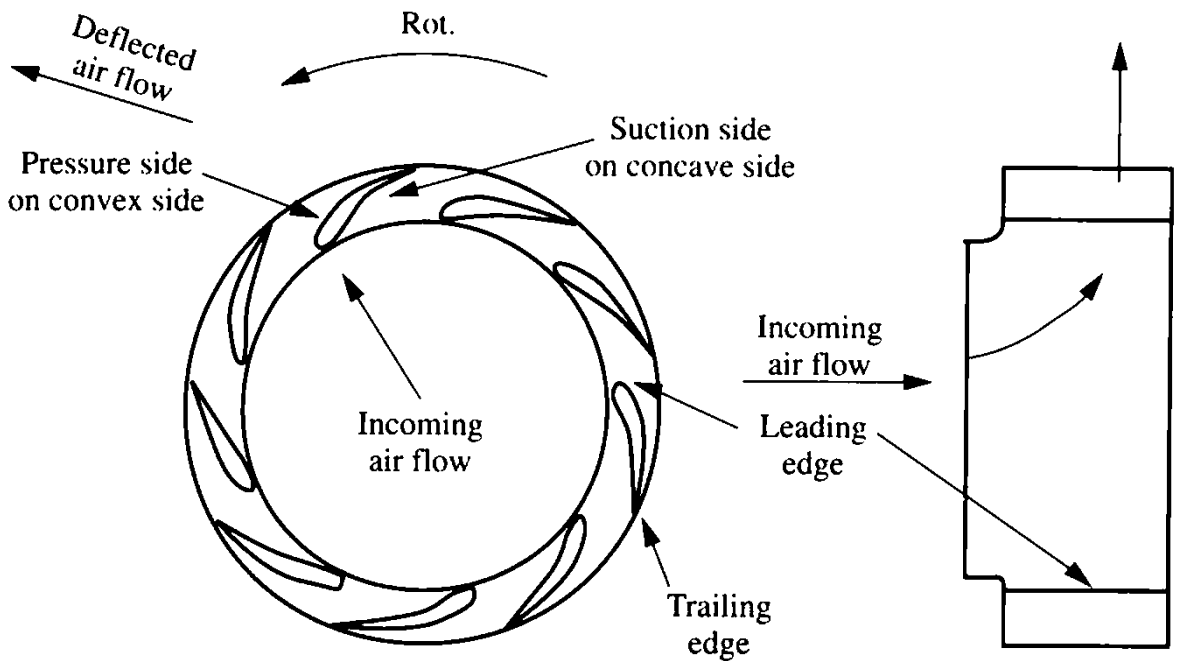 Deflected
air flow
Rot.
Pressure side
on convex side
Suction side
on concave side
Incoming
air flow
Incoming
air flow
Leading
edge
Trailing
edge